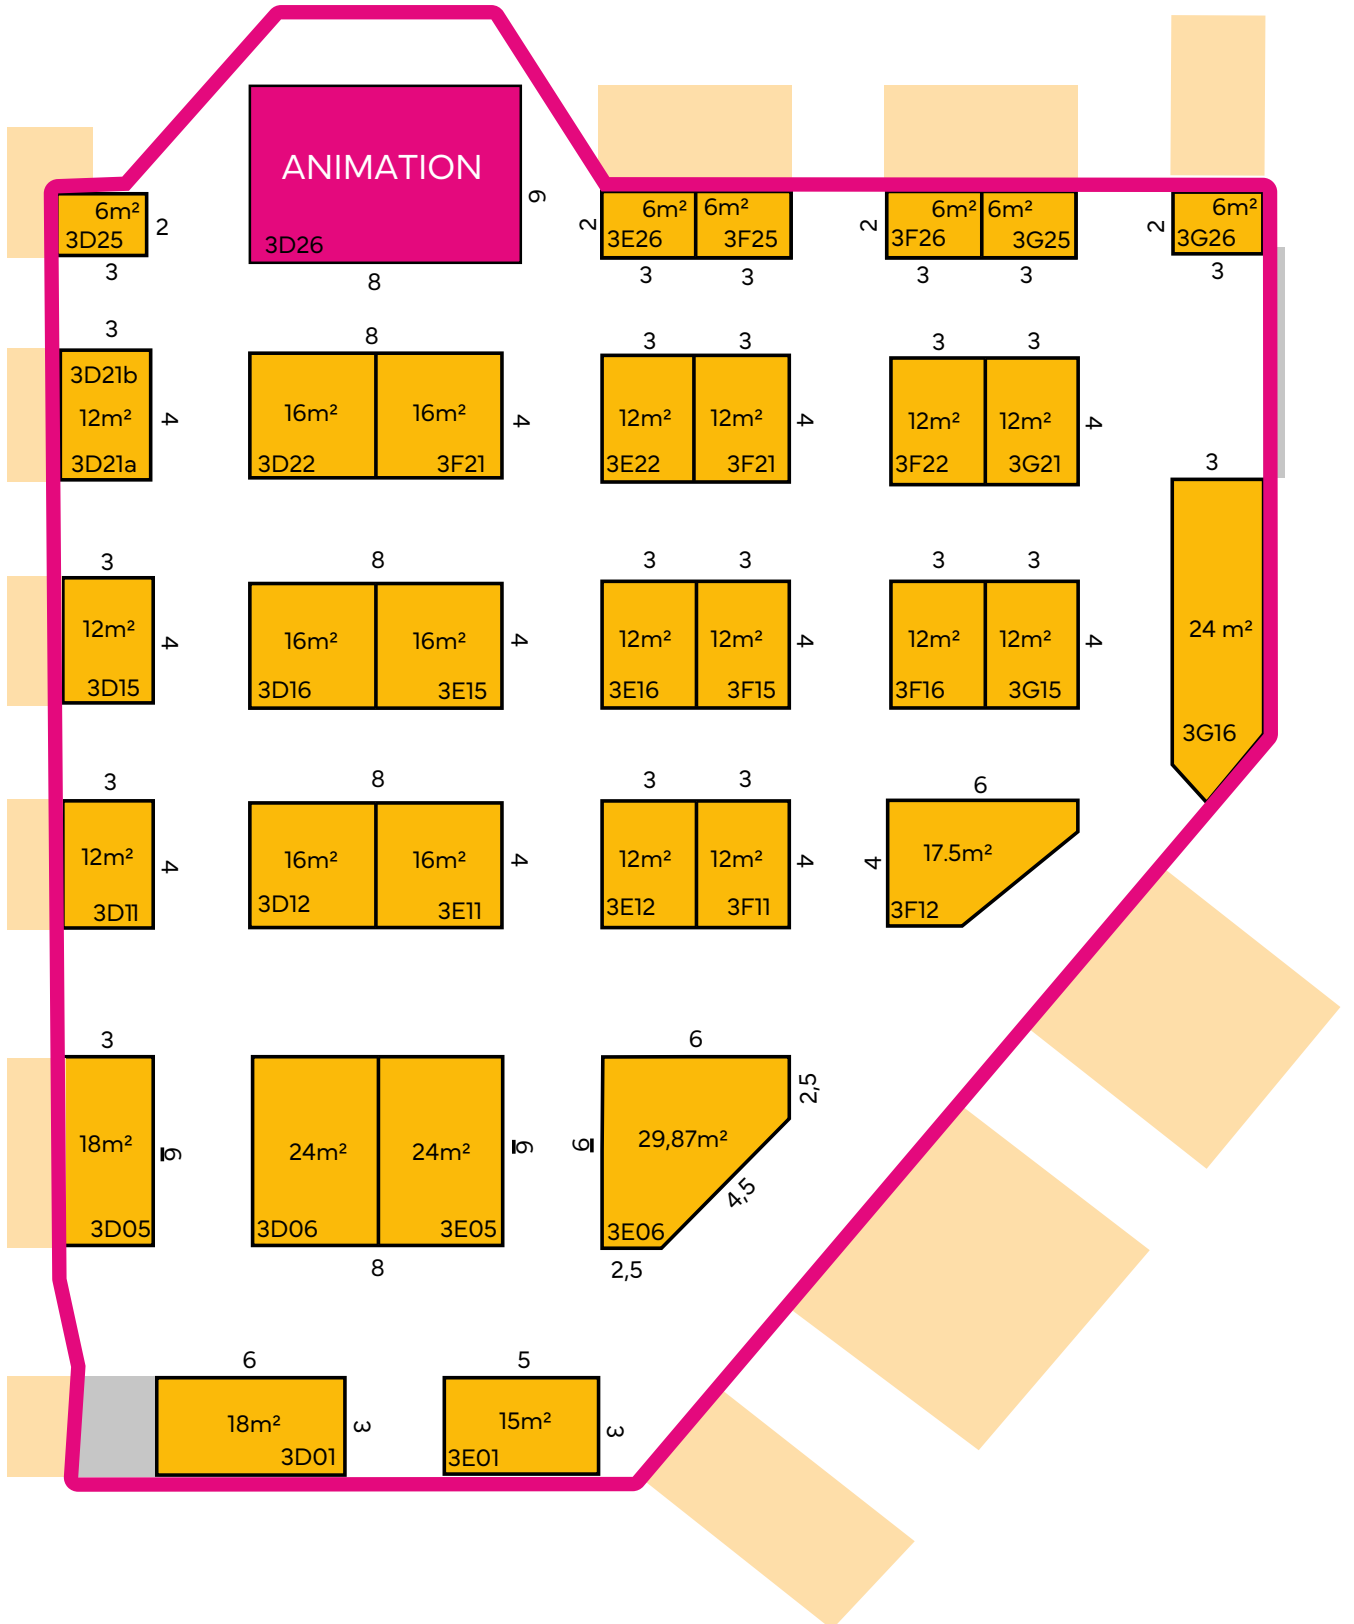 ANIMATION
3D26
6
8
6m²
3D25
2
3
2
6m²
3E26
6m²
3F25
3
3
2
6m²
3F26
6m²
3G25
3
3
2
6m²
3G26
3
3
3D21b
12m²
3D21a
4
8
16m²
3D22
16m²
3F21
4
3
3
12m²
3E22
12m²
3F21
4
3
3
12m²
3F22
12m²
3G21
4
3
24 m²
3G16
3
12m²
3D15
4
8
16m²
3D16
16m²
3E15
4
3
3
12m²
3E16
12m²
3F15
4
3
3
12m²
3F16
12m²
3G15
4
3
12m²
3D11
4
8
16m²
3D12
16m²
3E11
4
3
3
12m²
3E12
12m²
3F11
4
6
4
17.5m²
3F12
3
18m²
3D05
6
24m²
3D06
24m²
3E05
6
8
6
6
29,87m²
3E06
2,5
4,5
2,5
6
18m²
3D01
3
5
15m²
3E01
3